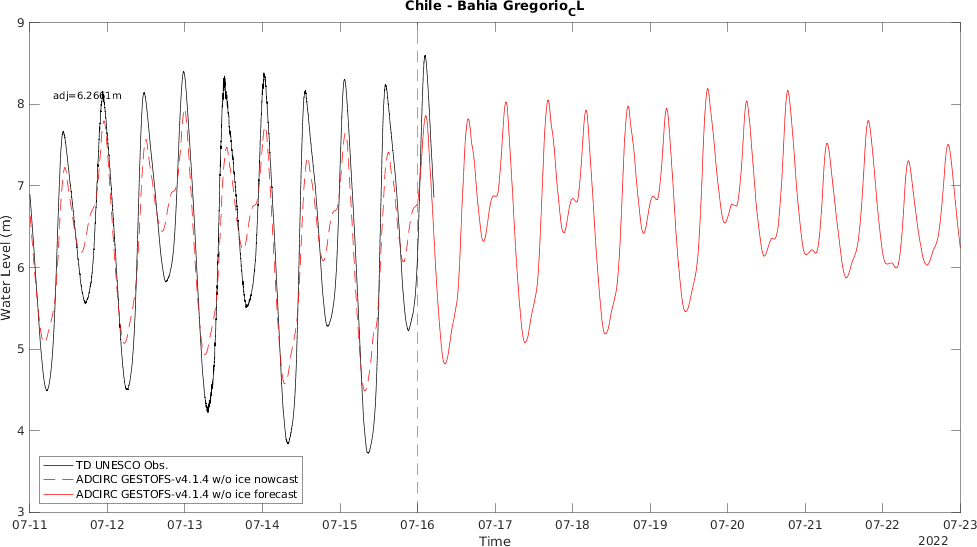 Chile - Bahia Gregorio_CL
9
8
7
6
5
4
3
Water Level (m)
adj=6.2661m
TD UNESCO Obs.
ADCIRC GESTOFS-v4.1.4 w/o ice nowcast
ADCIRC GESTOFS-v4.1.4 w/o ice forecast
07-11 07-12 07-13 07-14 07-15 07-16 07-17 07-18 07-19 07-20 07-21 07-22 07-23
Time
2022